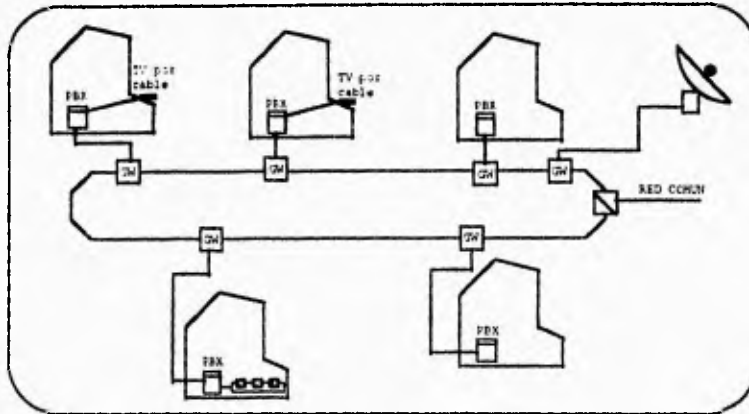 TV por
cable
PBX
TV por
cable
PBX
PBX
GW
GW
GW
GW
RED COMUN
GW
GW
PBX
PBX